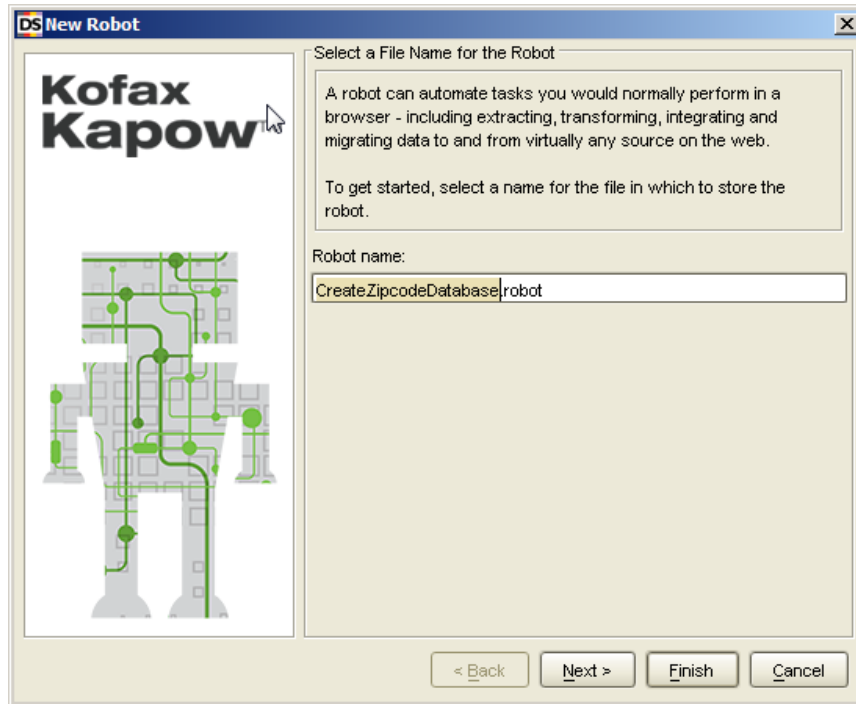 DS New Robot
Kofax
Kapow
Select a File Name for the Robot
A robot can automate tasks you would normally perform in a
browser - including extracting, transforming, integrating and
migrating data to and from virtually any source on the web.
To get started, select a name for the file in which to store the
robot.
Robot name:
CreateZipcodeDatabase.robot
< Back
Next >
Finish
Cancel